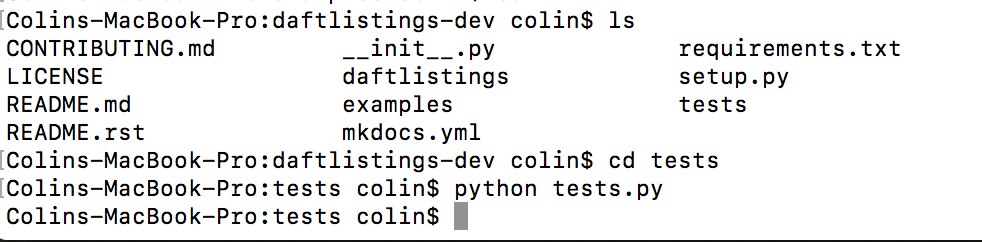 Colins-MacBook-Pro:daftlistings-dev colin$ ls
CONTRIBUTING.md __init__.py requirements.txt
LICENSE daftlistings setup.py
README.md examples tests
README.rst mkdocs.yml
Colins-MacBook-Pro:daftlistings-dev colin$ cd tests
Colins-MacBook-Pro:tests colin$ python tests.py
Colins-MacBook-Pro:tests colin$